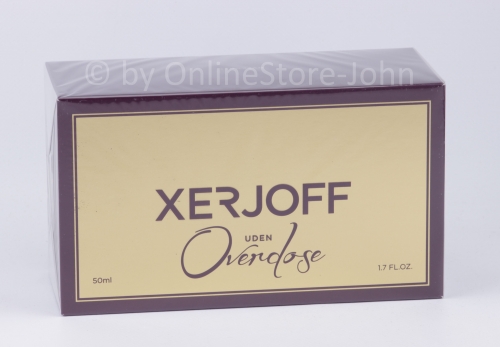 © by OnlineStore-John
XERJOFF
UDEN
Overdose
50ml
1.7 FL.OZ.